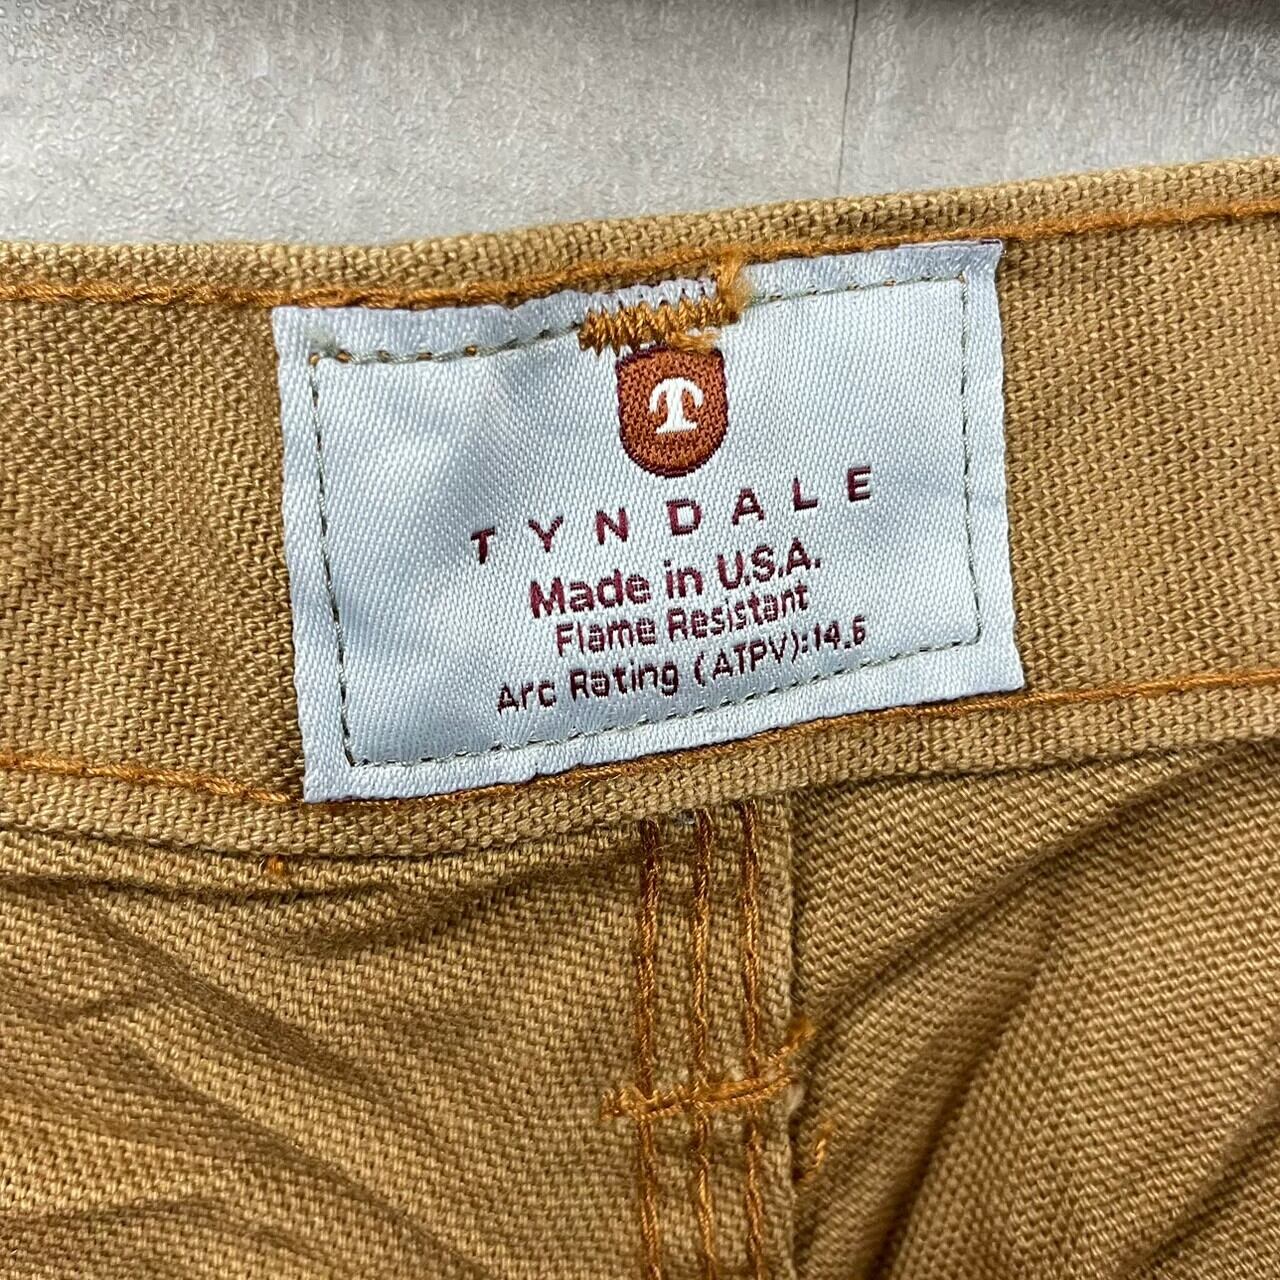 T
TYNDALE
Made in U.S.A.
Flame Resistant
Arc Rating (ATPV):14.6